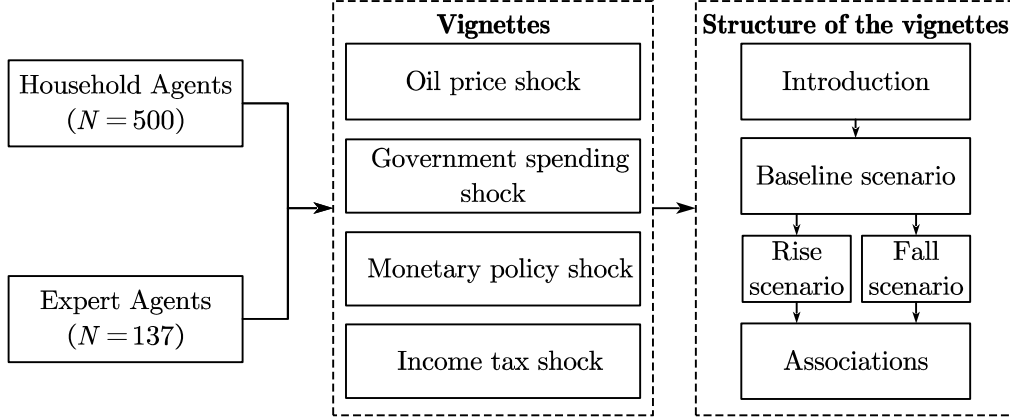 Household Agents
(N = 500)
Expert Agents
(N = 137)
Vignettes
Oil price shock
Government spending
shock
Monetary policy shock
Income tax shock
Structure of the vignettes
Introduction
Baseline scenario
Rise
scenario
Fall
scenario
Associations